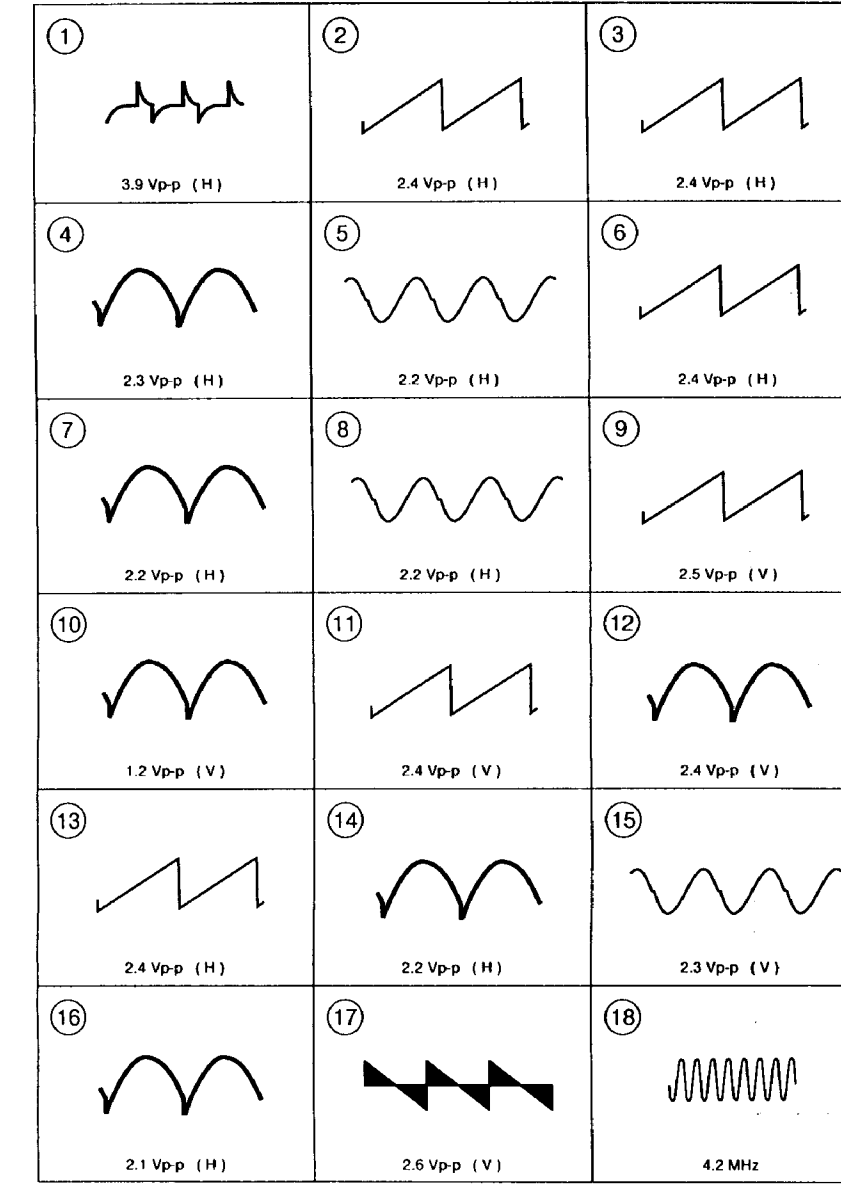 1
2
3
3.9 Vp-p ( H )
2.4 Vp-p ( H )
2.4 Vp-p ( H )
4
5
6
2.3 Vp-p ( H )
2.2 Vp-p ( H )
2.4 Vp-p ( H )
7
8
9
2.2 Vp-p ( H )
2.2 Vp-p ( H )
2.5 Vp-p ( V )
10
11
12
1.2 Vp-p ( V )
2.4 Vp-p ( V )
2.4 Vp-p ( V )
13
14
15
2.4 Vp-p ( H )
2.2 Vp-p ( H )
2.3 Vp-p ( V )
16
17
18
2.1 Vp-p ( H )
2.6 Vp-p ( V )
4.2 MHz